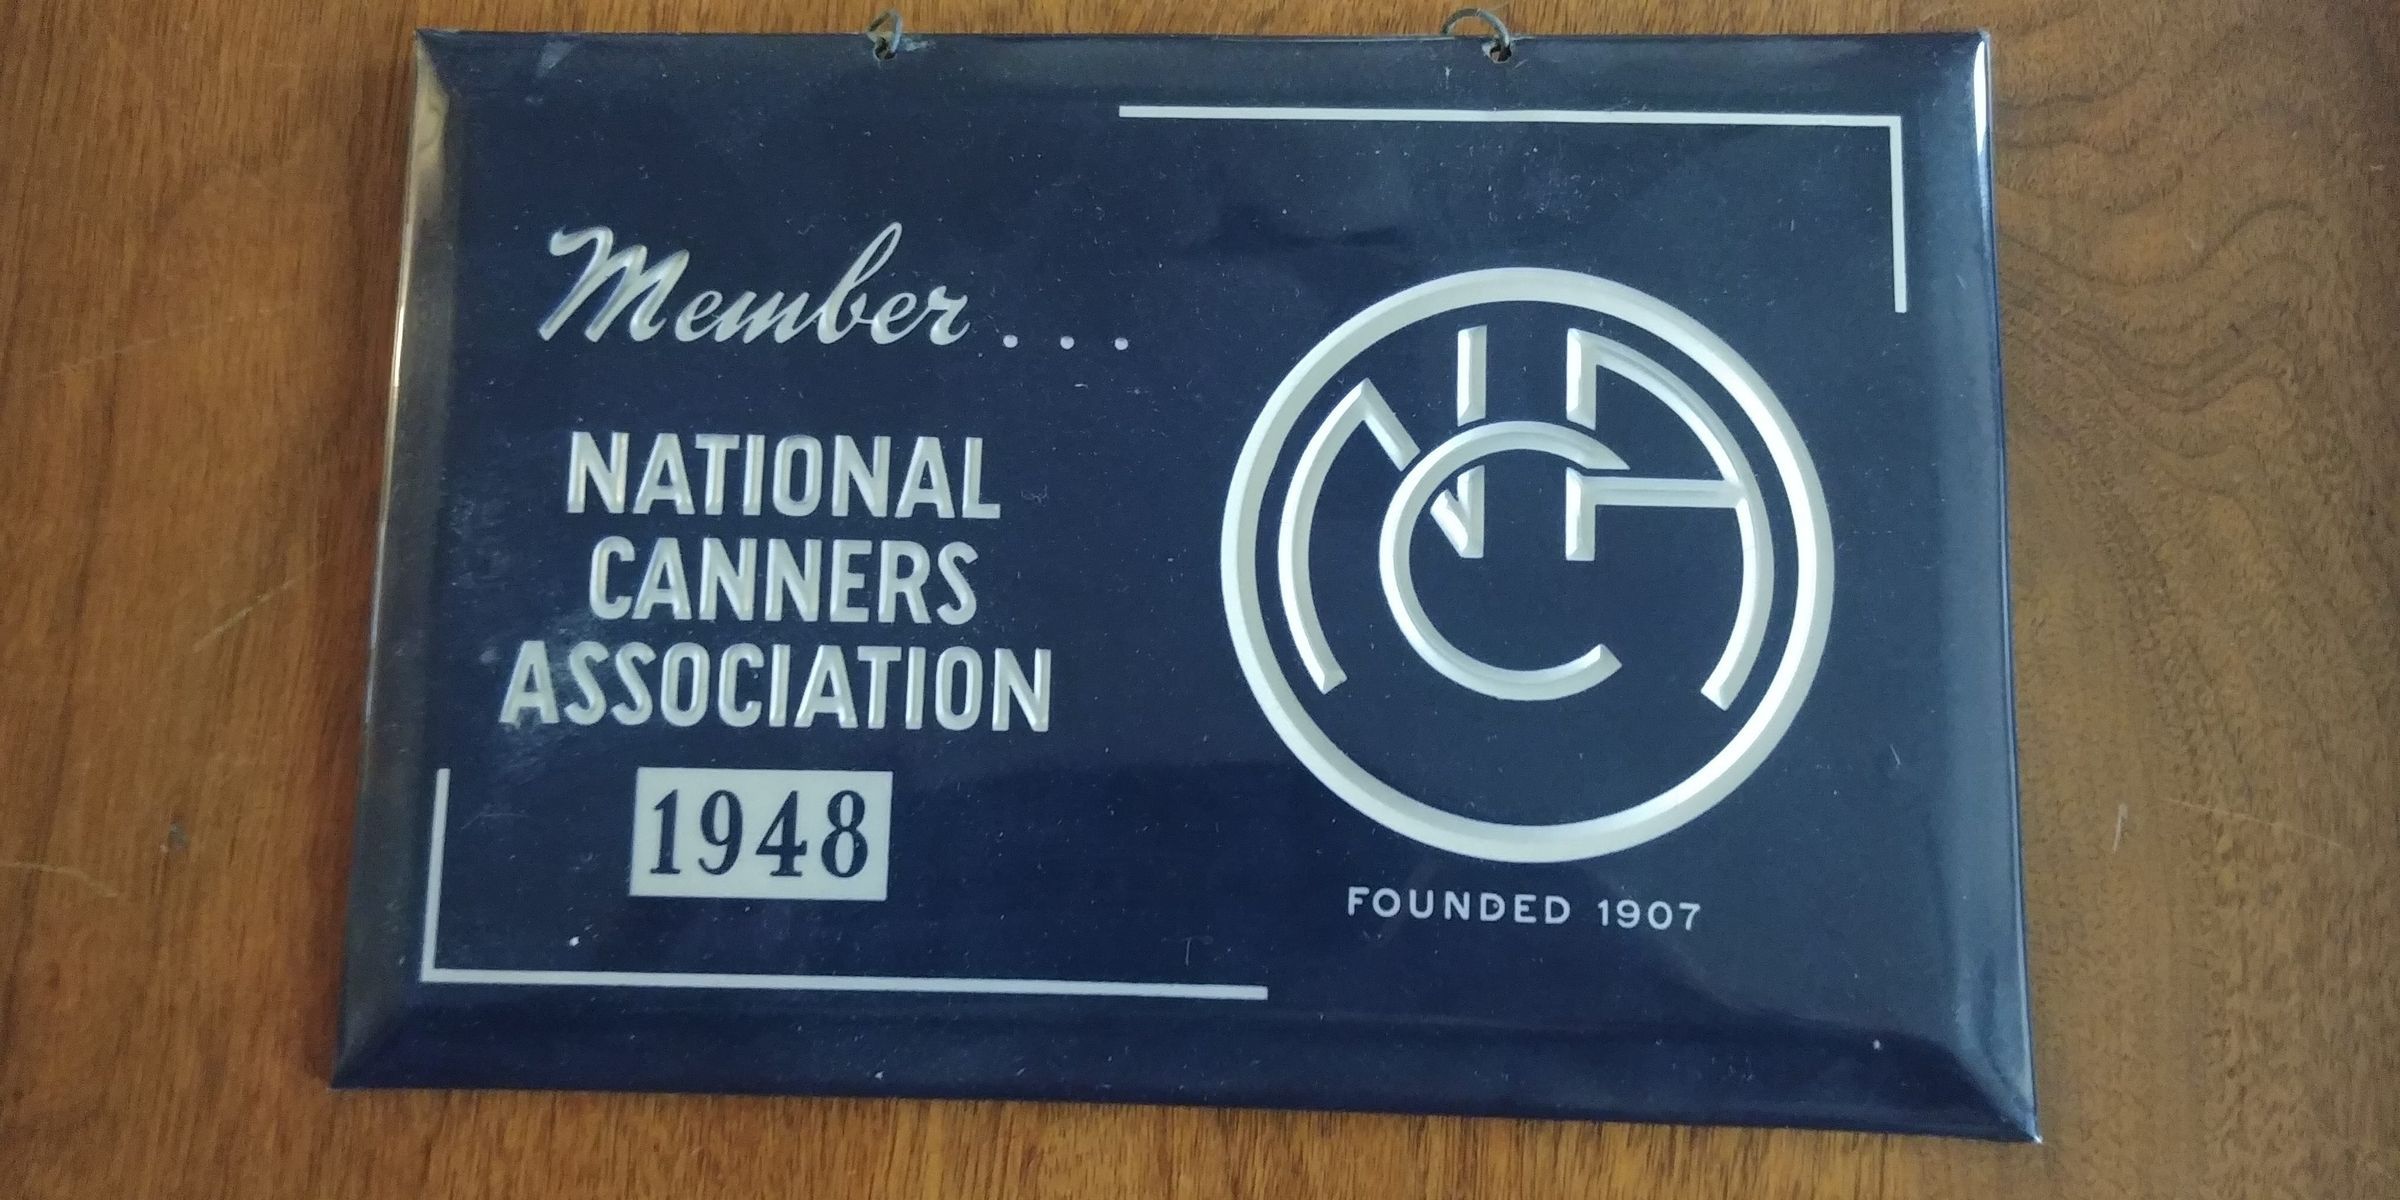 Member...
NATIONAL
CANNERS
ASSOCIATION
1948
NCA
FOUNDED 1907